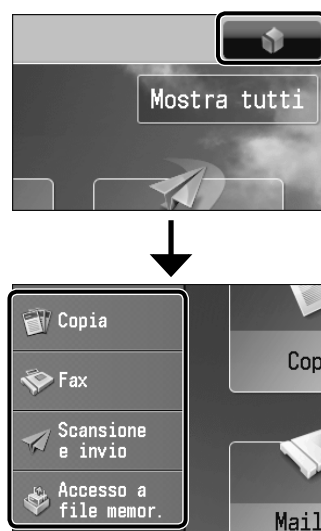 Mostra tutti
Copia
Cop
Fax
Scansione
e invio
Accesso a
file memor.
Mail